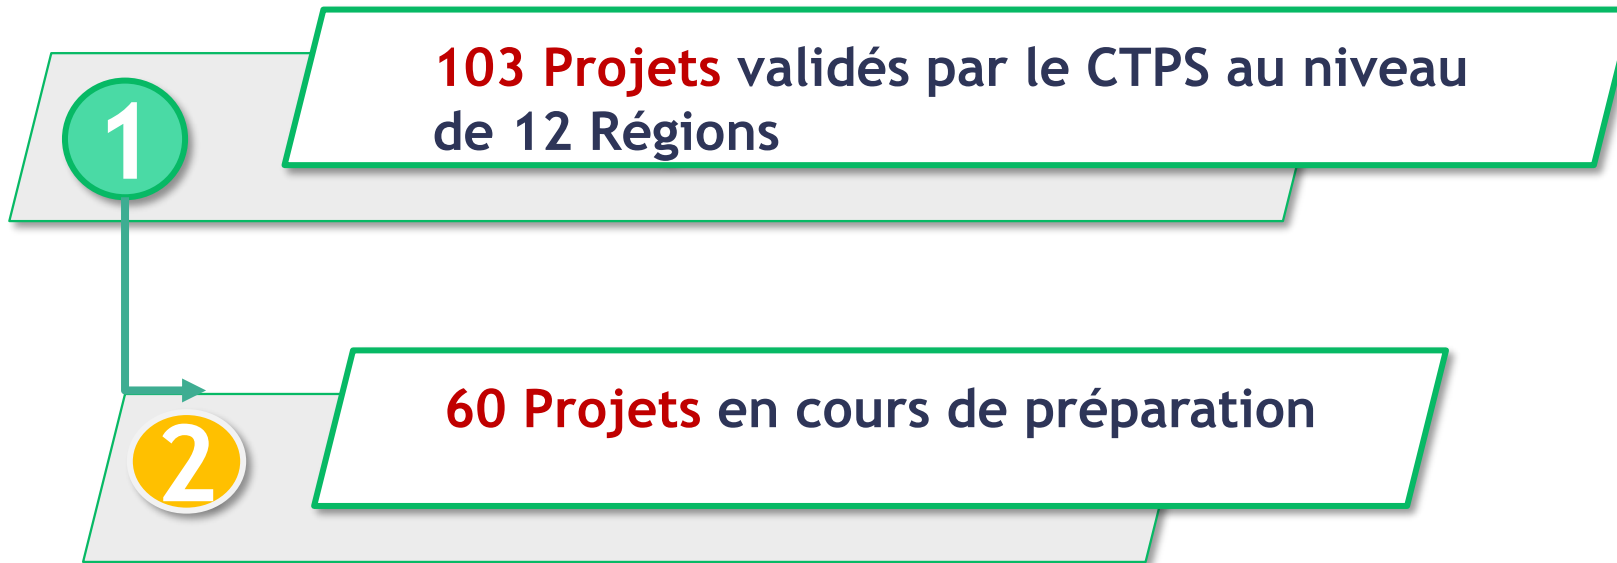 1
103 Projets validés par le CTPS au niveau
de 12 Régions
2
60 Projets en cours de préparation